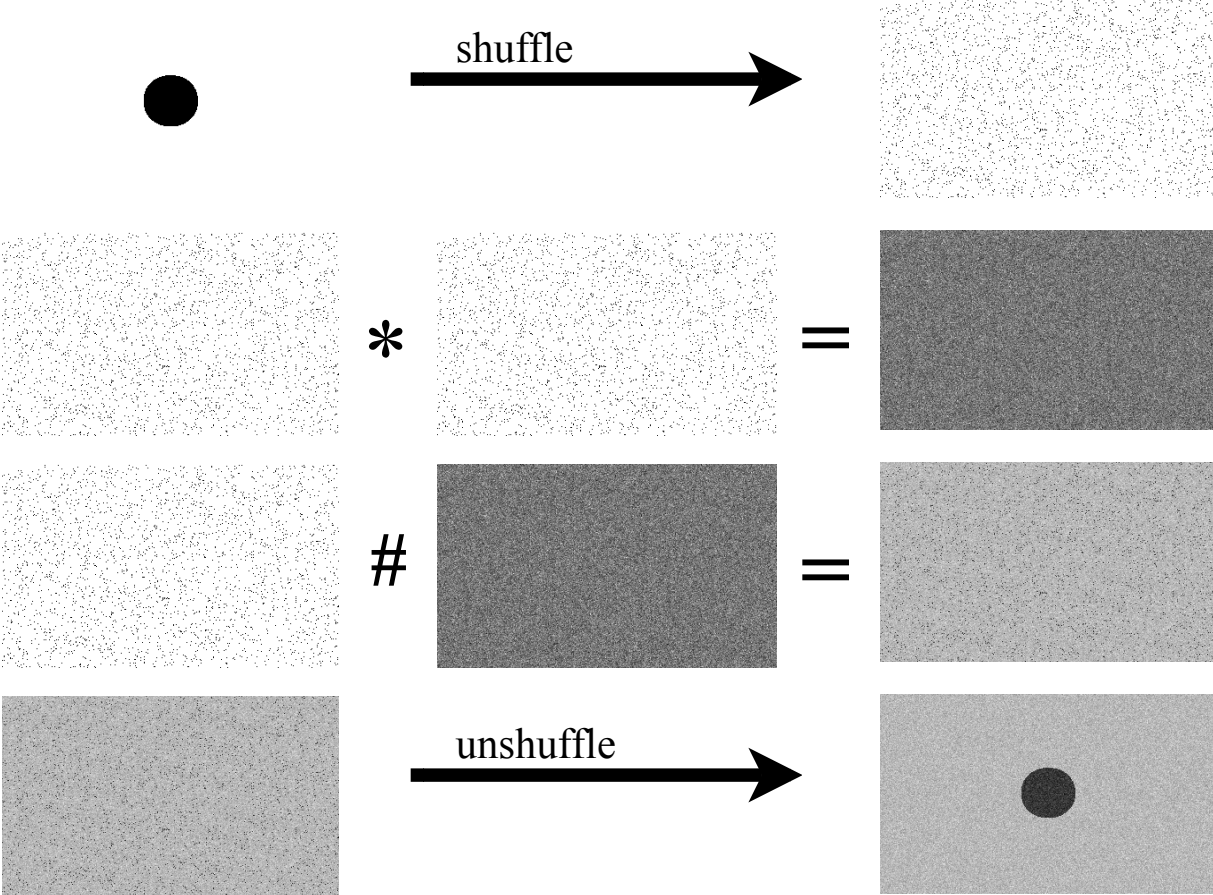 shuffle
* =
# =
unshuffle